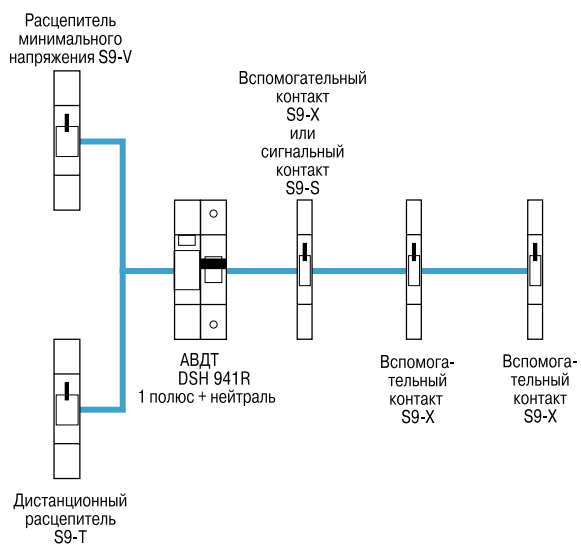 Расцепитель
минимального
напряжения S9-V
Вспомогательный
контакт
S9-X
или
сигнальный
контакт
S9-S
АВДТ
DSH 941R
1 полюс + нейтраль
Вспомога-
тельный
контакт
S9-X
Вспомога-
тельный
контакт
S9-X
Дистанционный
расцепитель
S9-T